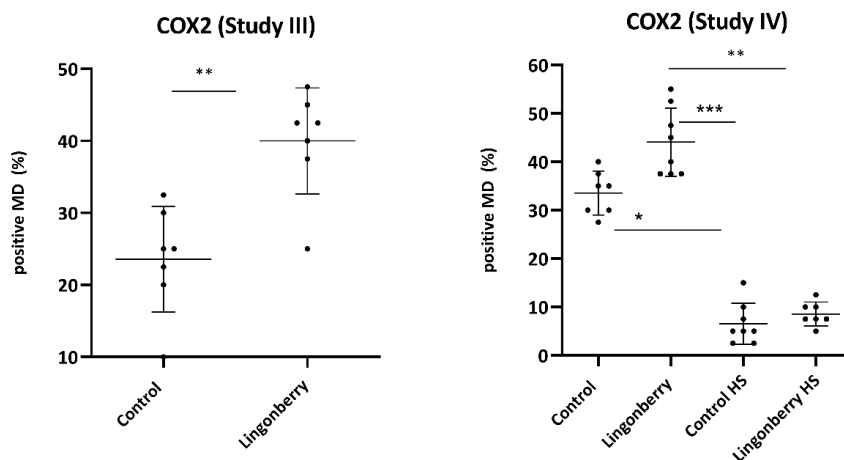 COX2 (Study III)
**
50
40
30
20
10
positive MD (%)
Control
Lingonberry
COX2 (Study IV)
**
***
*
60
50
40
30
20
10
0
positive MD (%)
Control
Lingonberry
Control HS
Lingonberry HS